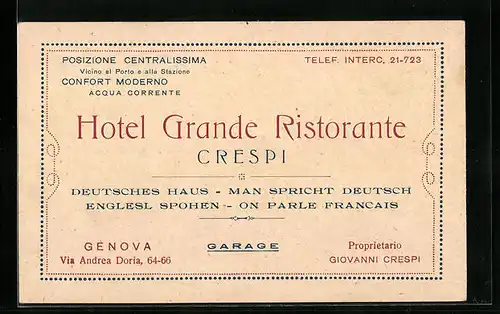 POSIZIONE CENTRALISSIMA
Vicino al Porto e alla Stazione
CONFORT MODERNO
ACQUA CORRENTE
TELEF. INTERC. 21-723
Hotel Grande Ristorante
CRESPI
DEUTSCHES HAUS - MAN SPRICHT DEUTSCH
ENGLESL SPOHEN - ON PARLE FRANCAIS
GENOVA
Via Andrea Doria, 64-66
GARAGE
Proprietario
GIOVANNI CRESPI